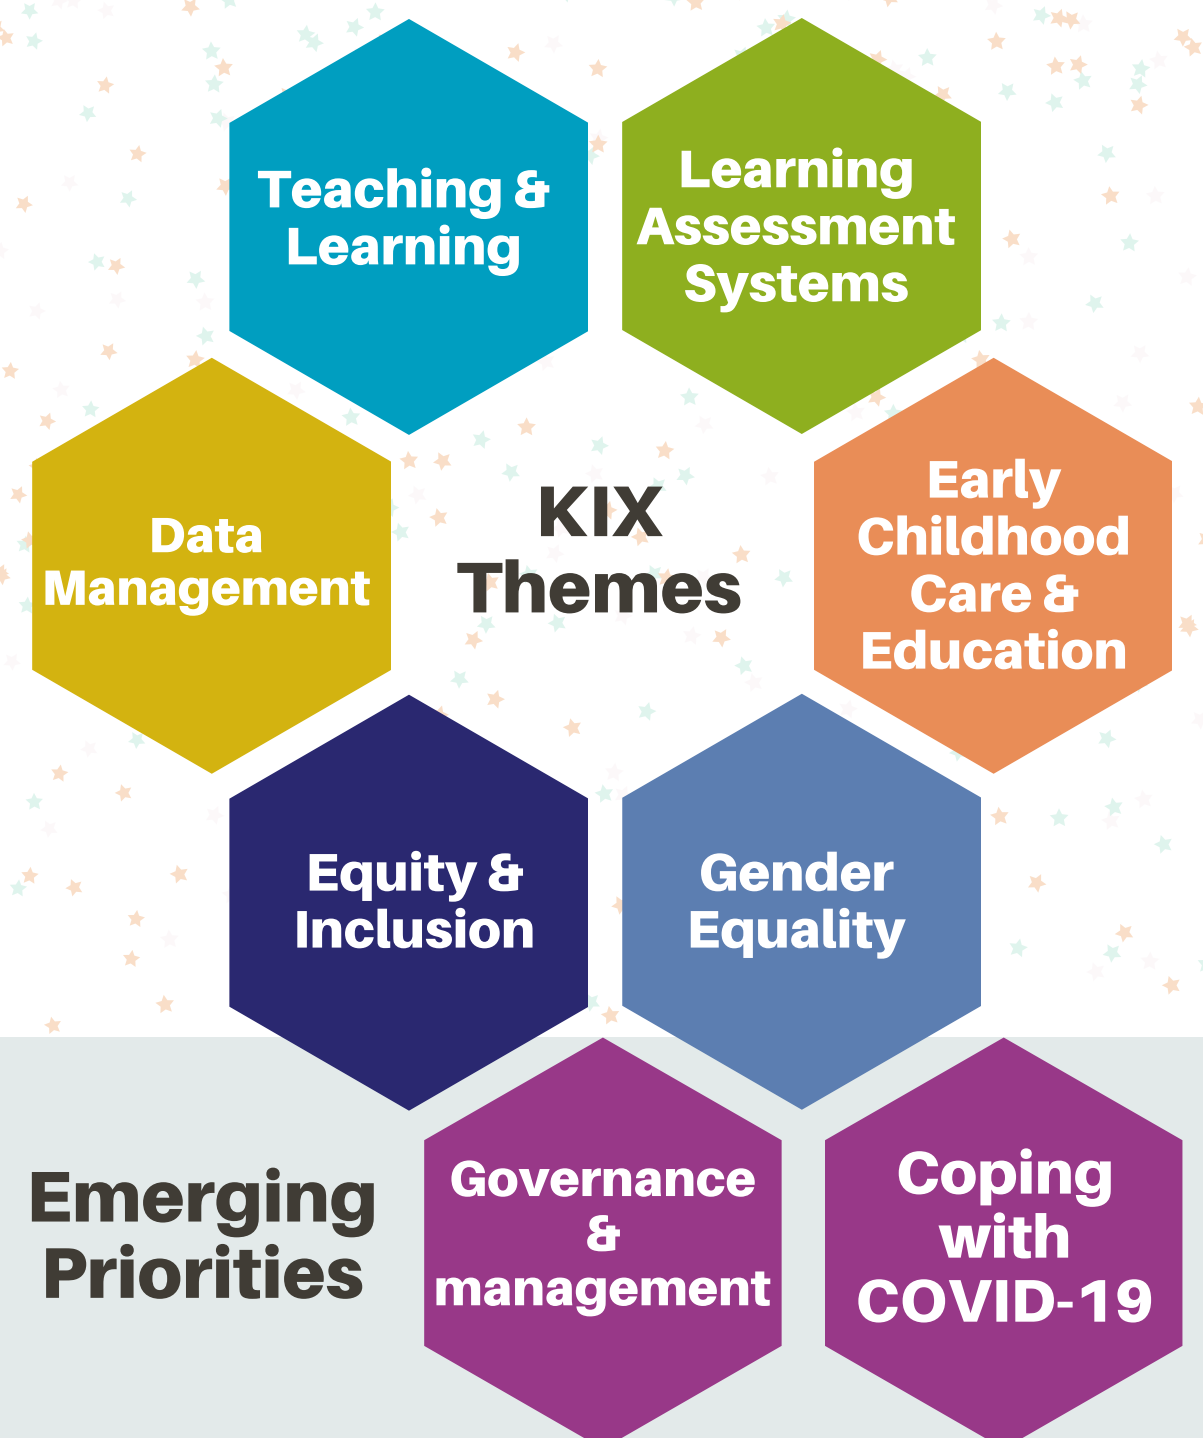 Teaching &
Learning
Learning
Assessment
Systems
Data
Management
KIX
Themes
Early
Childhood
Care &
Education
Equity &
Inclusion
Gender
Equality
Emerging
Priorities
Governance
&
management
Coping
with
COVID-19